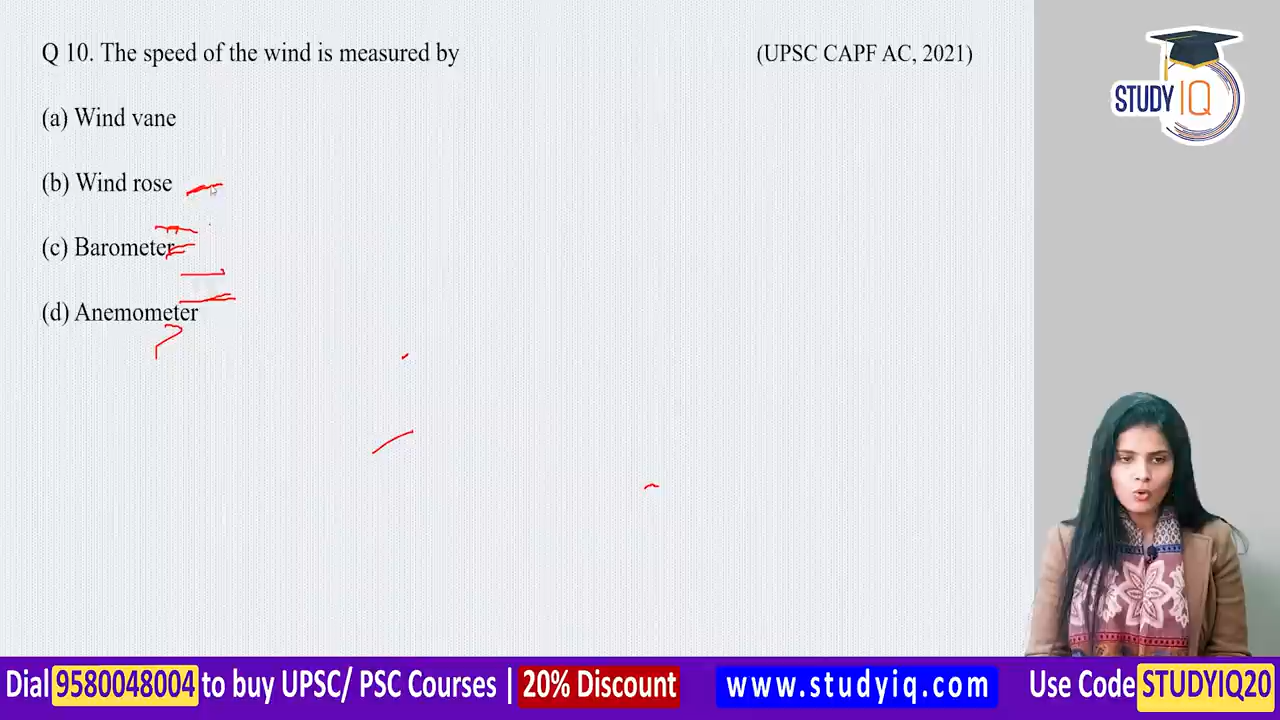 Q 10. The speed of the wind is measured by (UPSC CAPF AC, 2021)
(a) Wind vane
(b) Wind rose
(c) Barometer
(d) Anemometer
STUDY IQ
Dial 9580048004 to buy UPSC/ PSC Courses | 20% Discount www.studyiq.com Use Code STUDYIQ20